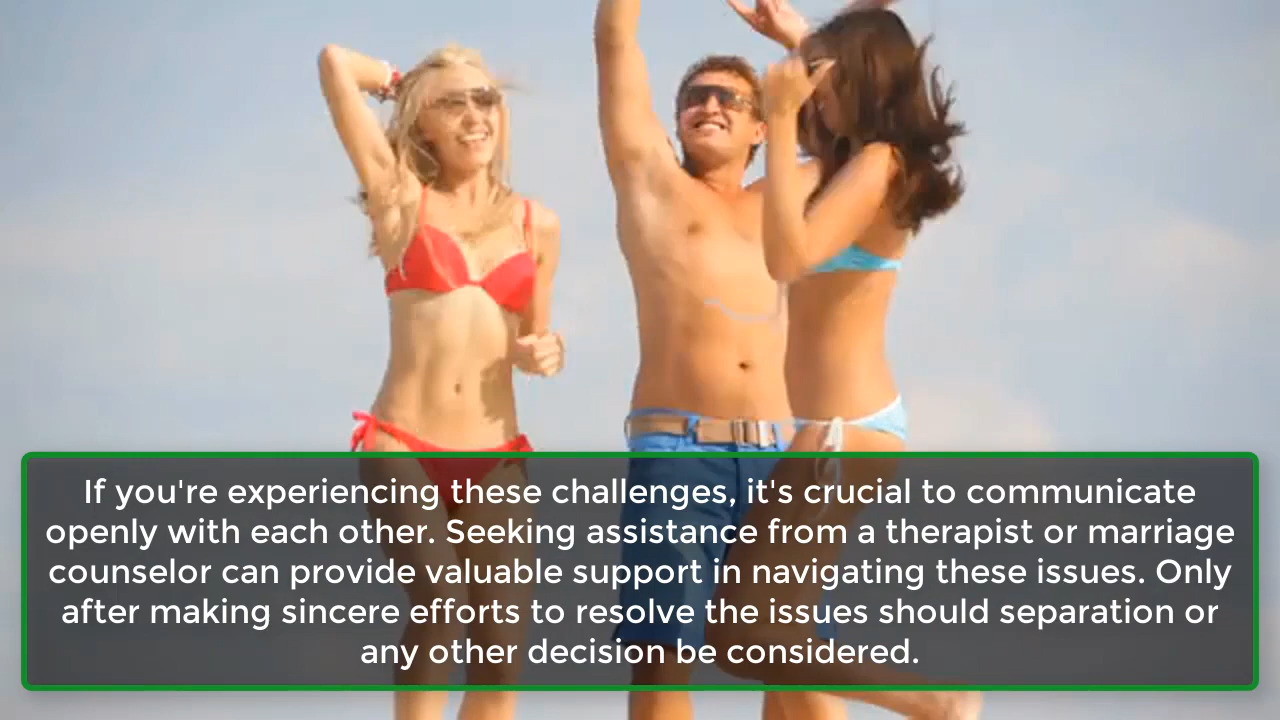 If you're experiencing these challenges, it's crucial to communicate
openly with each other. Seeking assistance from a therapist or marriage
counselor can provide valuable support in navigating these issues. Only
after making sincere efforts to resolve the issues should separation or
any other decision be considered.